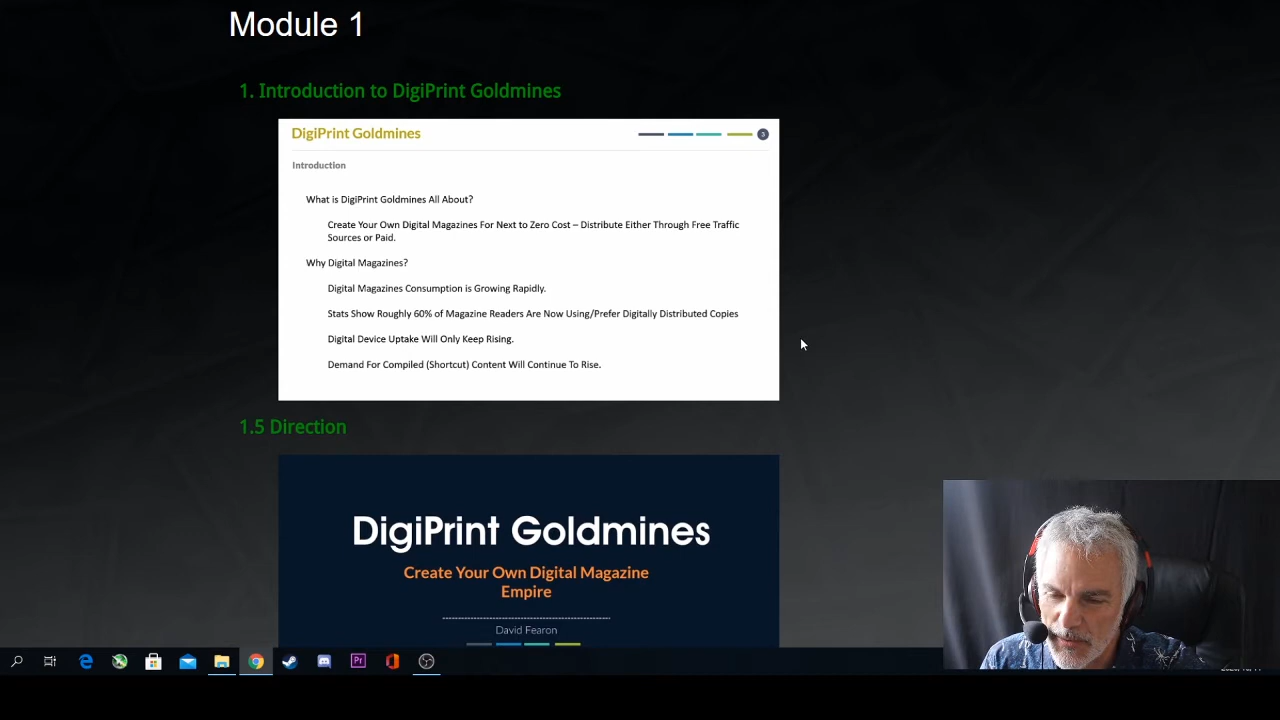 Module 1
1. Introduction to DigiPrint Goldmines
DigiPrint Goldmines
3
Introduction
What is DigiPrint Goldmines All About?
Create Your Own Digital Magazines For Next to Zero Cost – Distribute Either Through Free Traffic
Sources or Paid.
Why Digital Magazines?
Digital Magazines Consumption is Growing Rapidly.
Stats Show Roughly 60% of Magazine Readers Are Now Using/Prefer Digitally Distributed Copies
Digital Device Uptake Will Only Keep Rising.
Demand For Compiled (Shortcut) Content Will Continue To Rise.
1.5 Direction
DigiPrint Goldmines
Create Your Own Digital Magazine
Empire
David Fearon
Pr